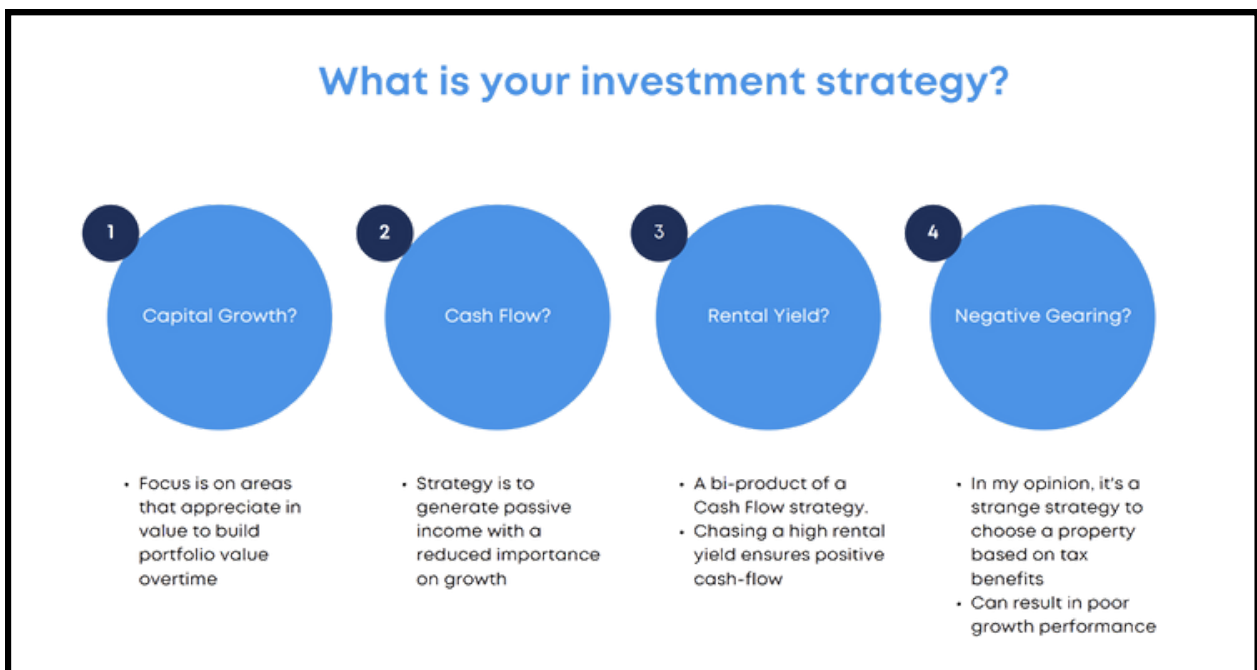 What is your investment strategy?
1
Capital Growth?
• Focus is on areas
that appreciate in
value to build
portfolio value
overtime
2
Cash Flow?
• Strategy is to
generate passive
income with a
reduced importance
on growth
3
Rental Yield?
• A bi-product of a
Cash Flow strategy.
• Chasing a high rental
yield ensures positive
cash-flow
4
Negative Gearing?
• In my opinion, it's a
strange strategy to
choose a property
based on tax
benefits
• Can result in poor
growth performance